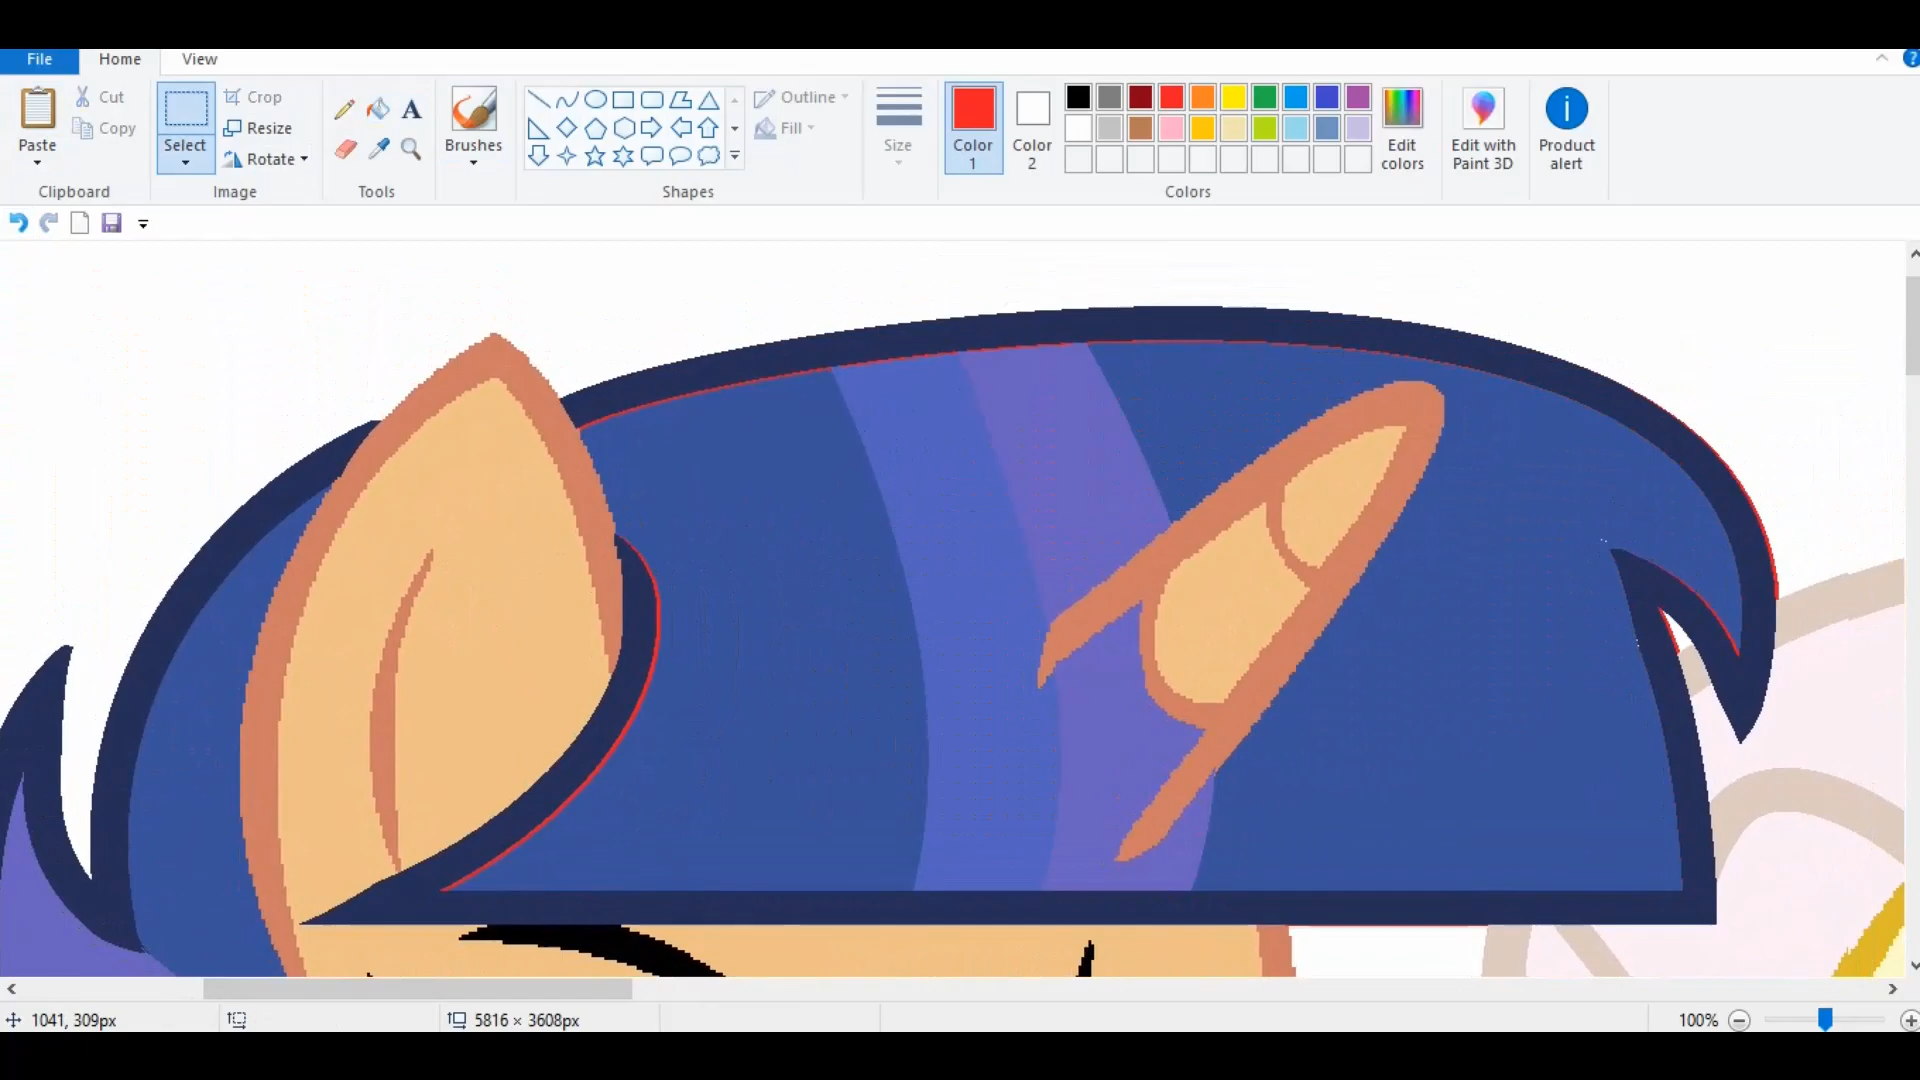 File Home View
Paste
Cut
Copy
Clipboard
Select
Crop
Resize
Rotate
Image
A
Tools
Brushes
Shapes
Outline
Fill
Size
Color
1
Color
2
Colors
Edit
colors
Edit with
Paint 3D
Product
alert
1041, 309px
5816 × 3608px
100%